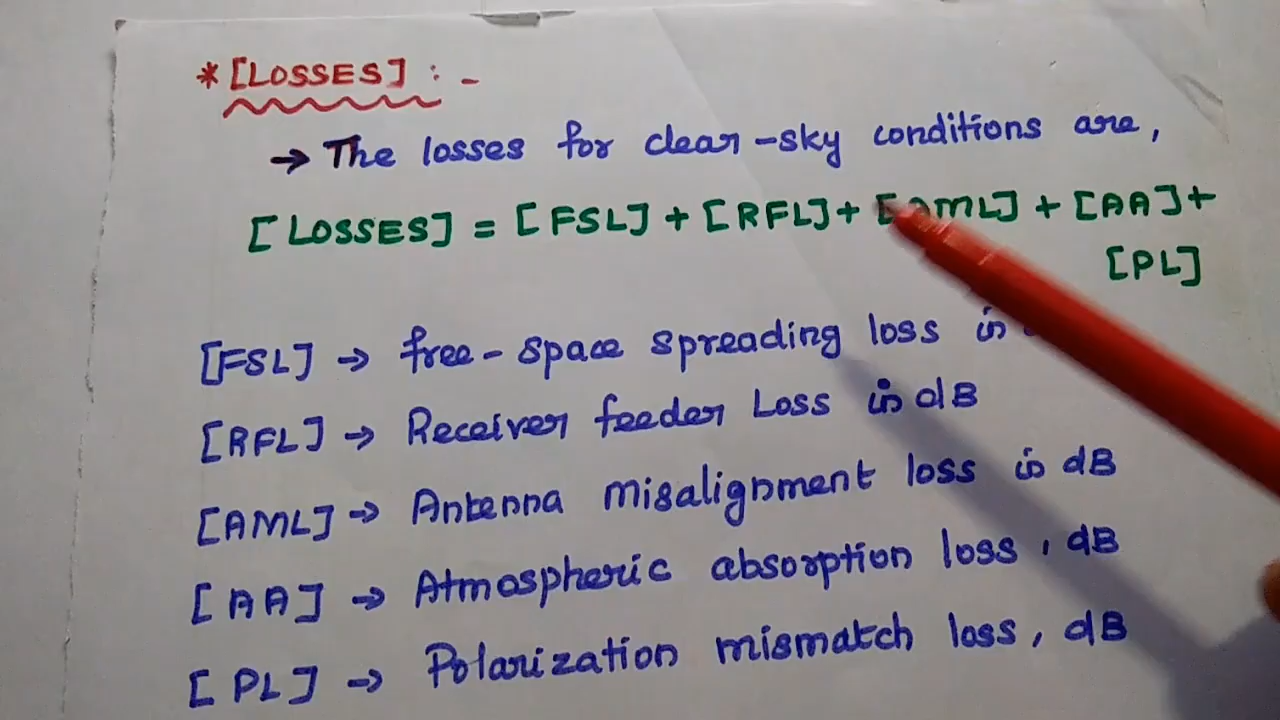 * [LOSSES] : -
→ The losses for clear-sky conditions are,
[LOSSES] = [FSL] + [RFL] + [AML] + [AA] +
[PL]
[FSL] → free-space spreading loss in
[RFL] → Receiver feeder Loss in dB
[AML] → Antenna misalignment loss in dB
[AA] → Atmospheric absorption loss, dB
[PL] → Polarization mismatch loss, dB